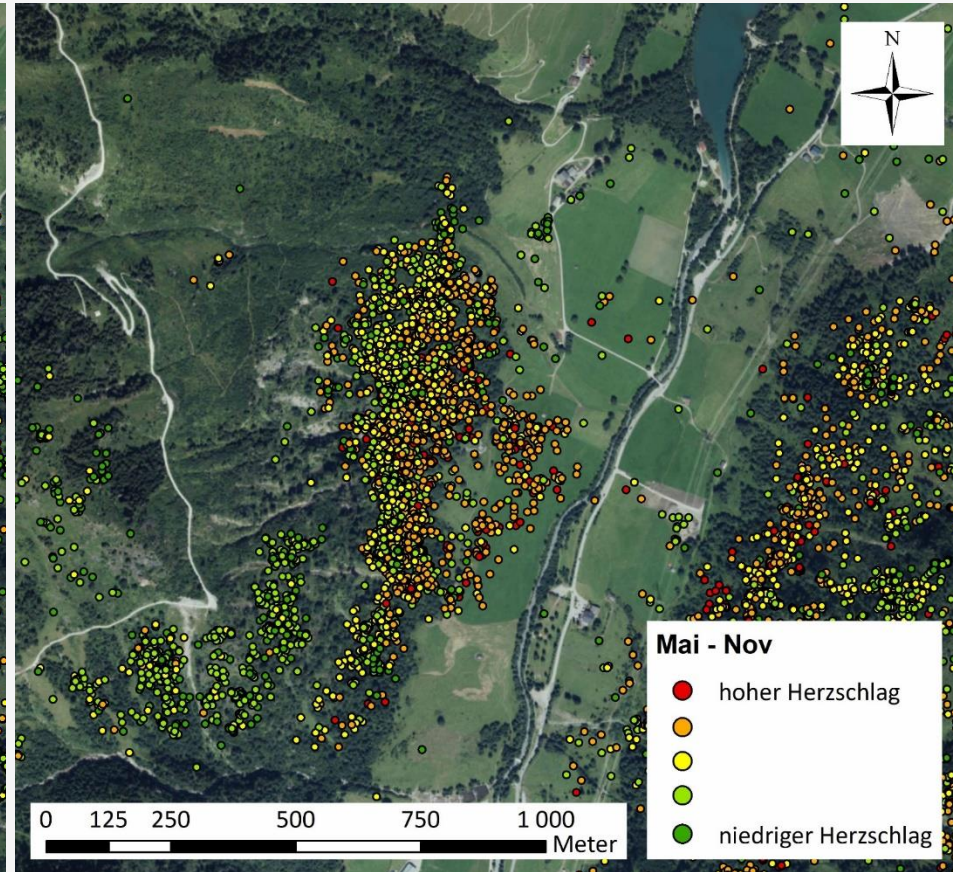 N
Mai - Nov
hoher Herzschlag
niedriger Herzschlag
0 125 250 500 750 1 000
Meter